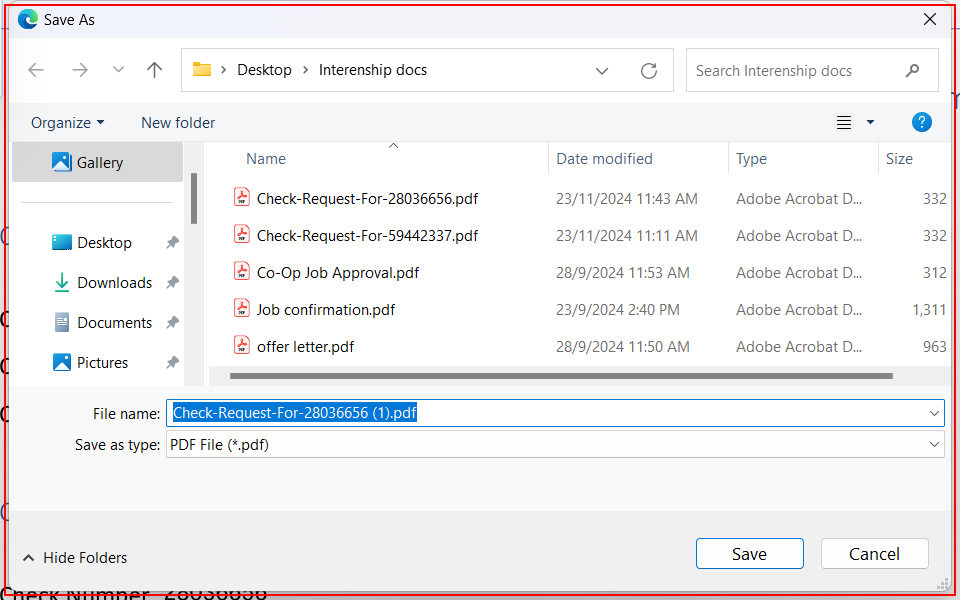 Save As
Desktop > Interenship docs
Search Interenship docs
Organize
New folder
?
Gallery
Desktop
Downloads
Documents
Pictures
Name Date modified Type Size
Check-Request-For-28036656.pdf 23/11/2024 11:43 AM Adobe Acrobat D... 332
Check-Request-For-59442337.pdf 23/11/2024 11:11 AM Adobe Acrobat D... 332
Co-Op Job Approval.pdf 28/9/2024 11:53 AM Adobe Acrobat D... 312
Job confirmation.pdf 23/9/2024 2:40 PM Adobe Acrobat D... 1,311
offer letter.pdf 28/9/2024 11:50 AM Adobe Acrobat D... 963
File name: Check-Request-For-28036656 (1).pdf
Save as type: PDF File (*.pdf)
Hide Folders
Save
Cancel
Check Number 28036656